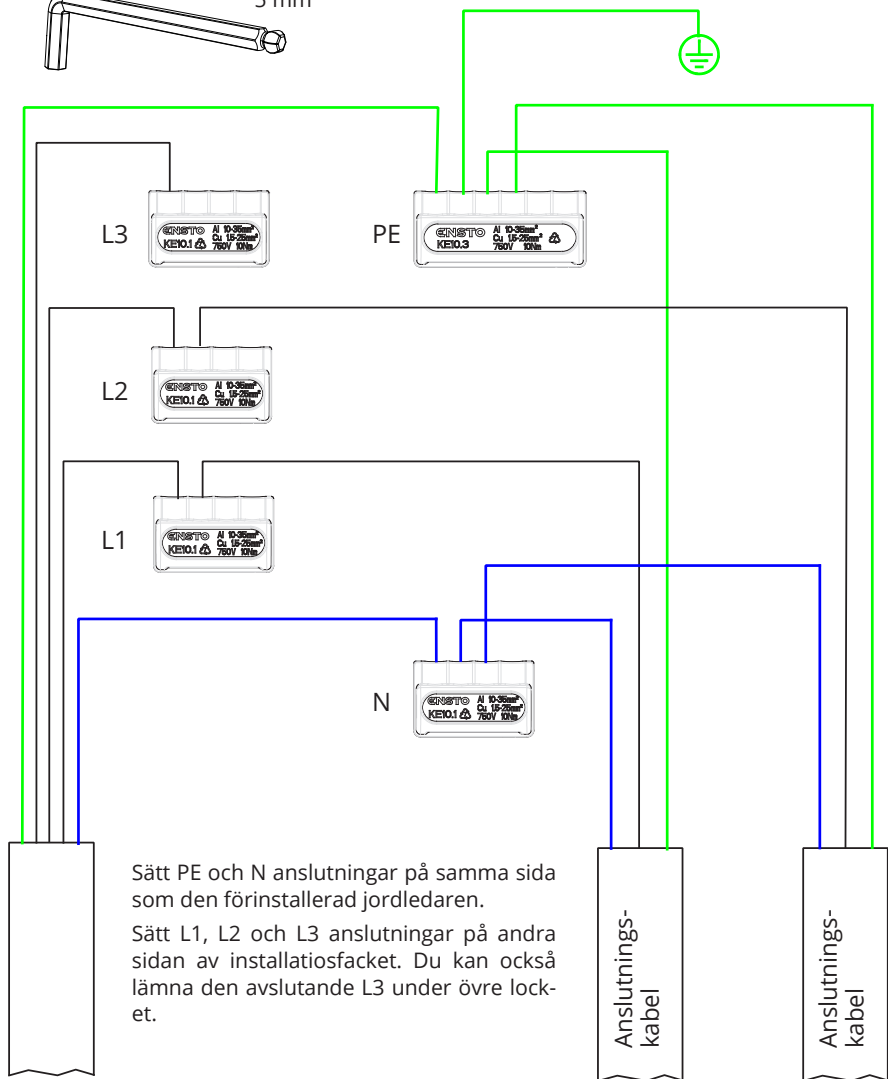 5 mm
L3
ENSTO Al 10-35mm²
Cu 1.5-25mm²
KE10.1 750V 10Nm
PE
ENSTO Al 10-35mm²
Cu 1.5-25mm²
KE10.3 750V 10Nm
L2
ENSTO Al 10-35mm²
Cu 1.5-25mm²
KE10.1 750V 10Nm
L1
ENSTO Al 10-35mm²
Cu 1.5-25mm²
KE10.1 750V 10Nm
N
ENSTO Al 10-35mm²
Cu 1.5-25mm²
KE10.1 750V 10Nm
Sätt PE och N anslutningar på samma sida
som den förinstallerad jordledaren.
Sätt L1, L2 och L3 anslutningar på andra
sidan av installatiosfacket. Du kan också
lämna den avslutande L3 under övre lock-
et.
Anslutnings-
kabel
Anslutnings-
kabel